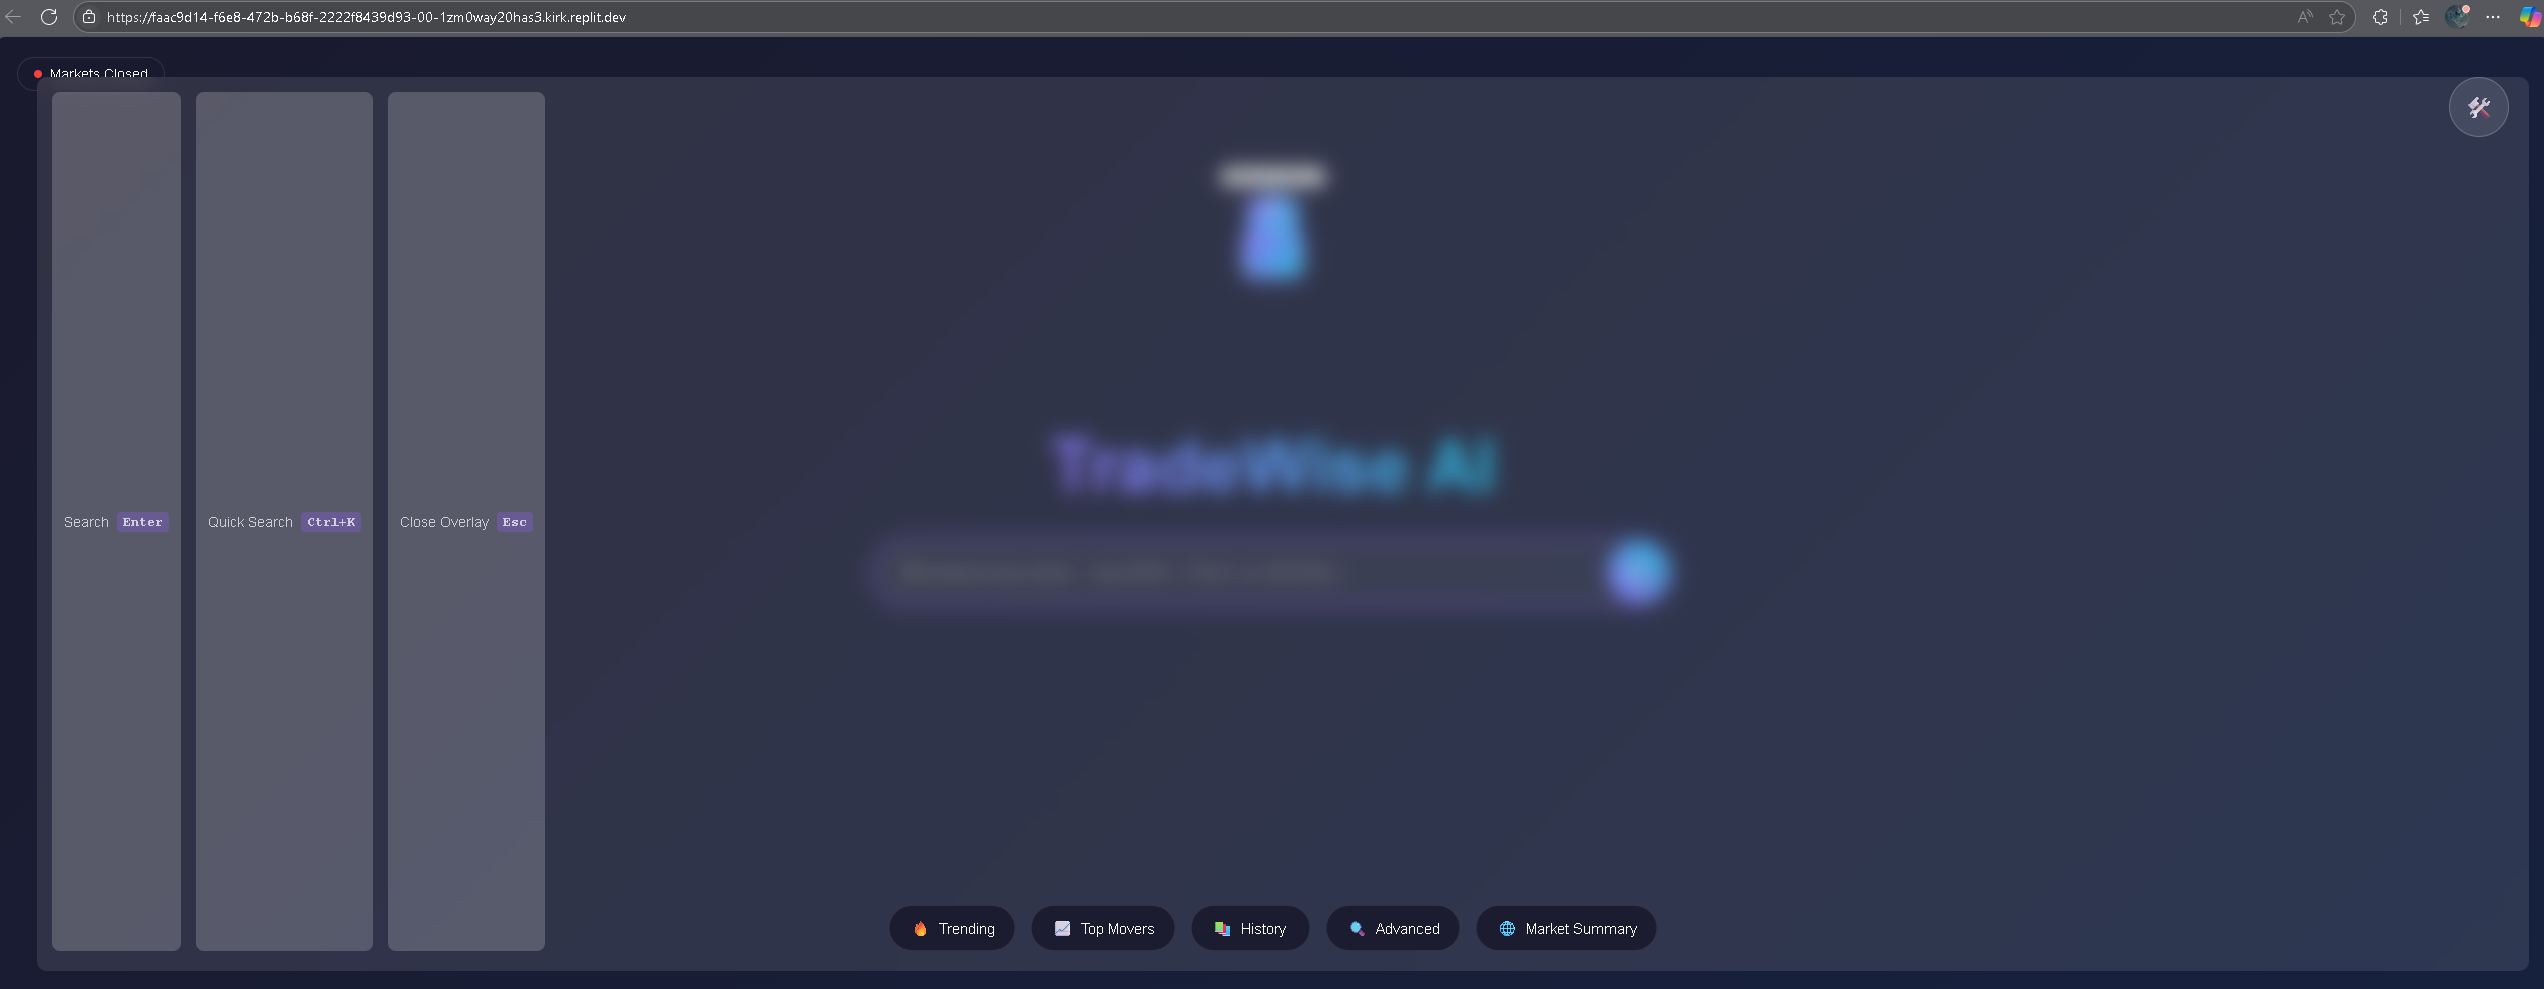 https://faac9d14-f6e8-472b-b68f-2222f8439d93-00-1zm0way20has3.kirk.replit.dev
Markets Closed
Search Enter
Quick Search Ctrl+K
Close Overlay Esc
TradeWise AI
Trending
Top Movers
History
Advanced
Market Summary